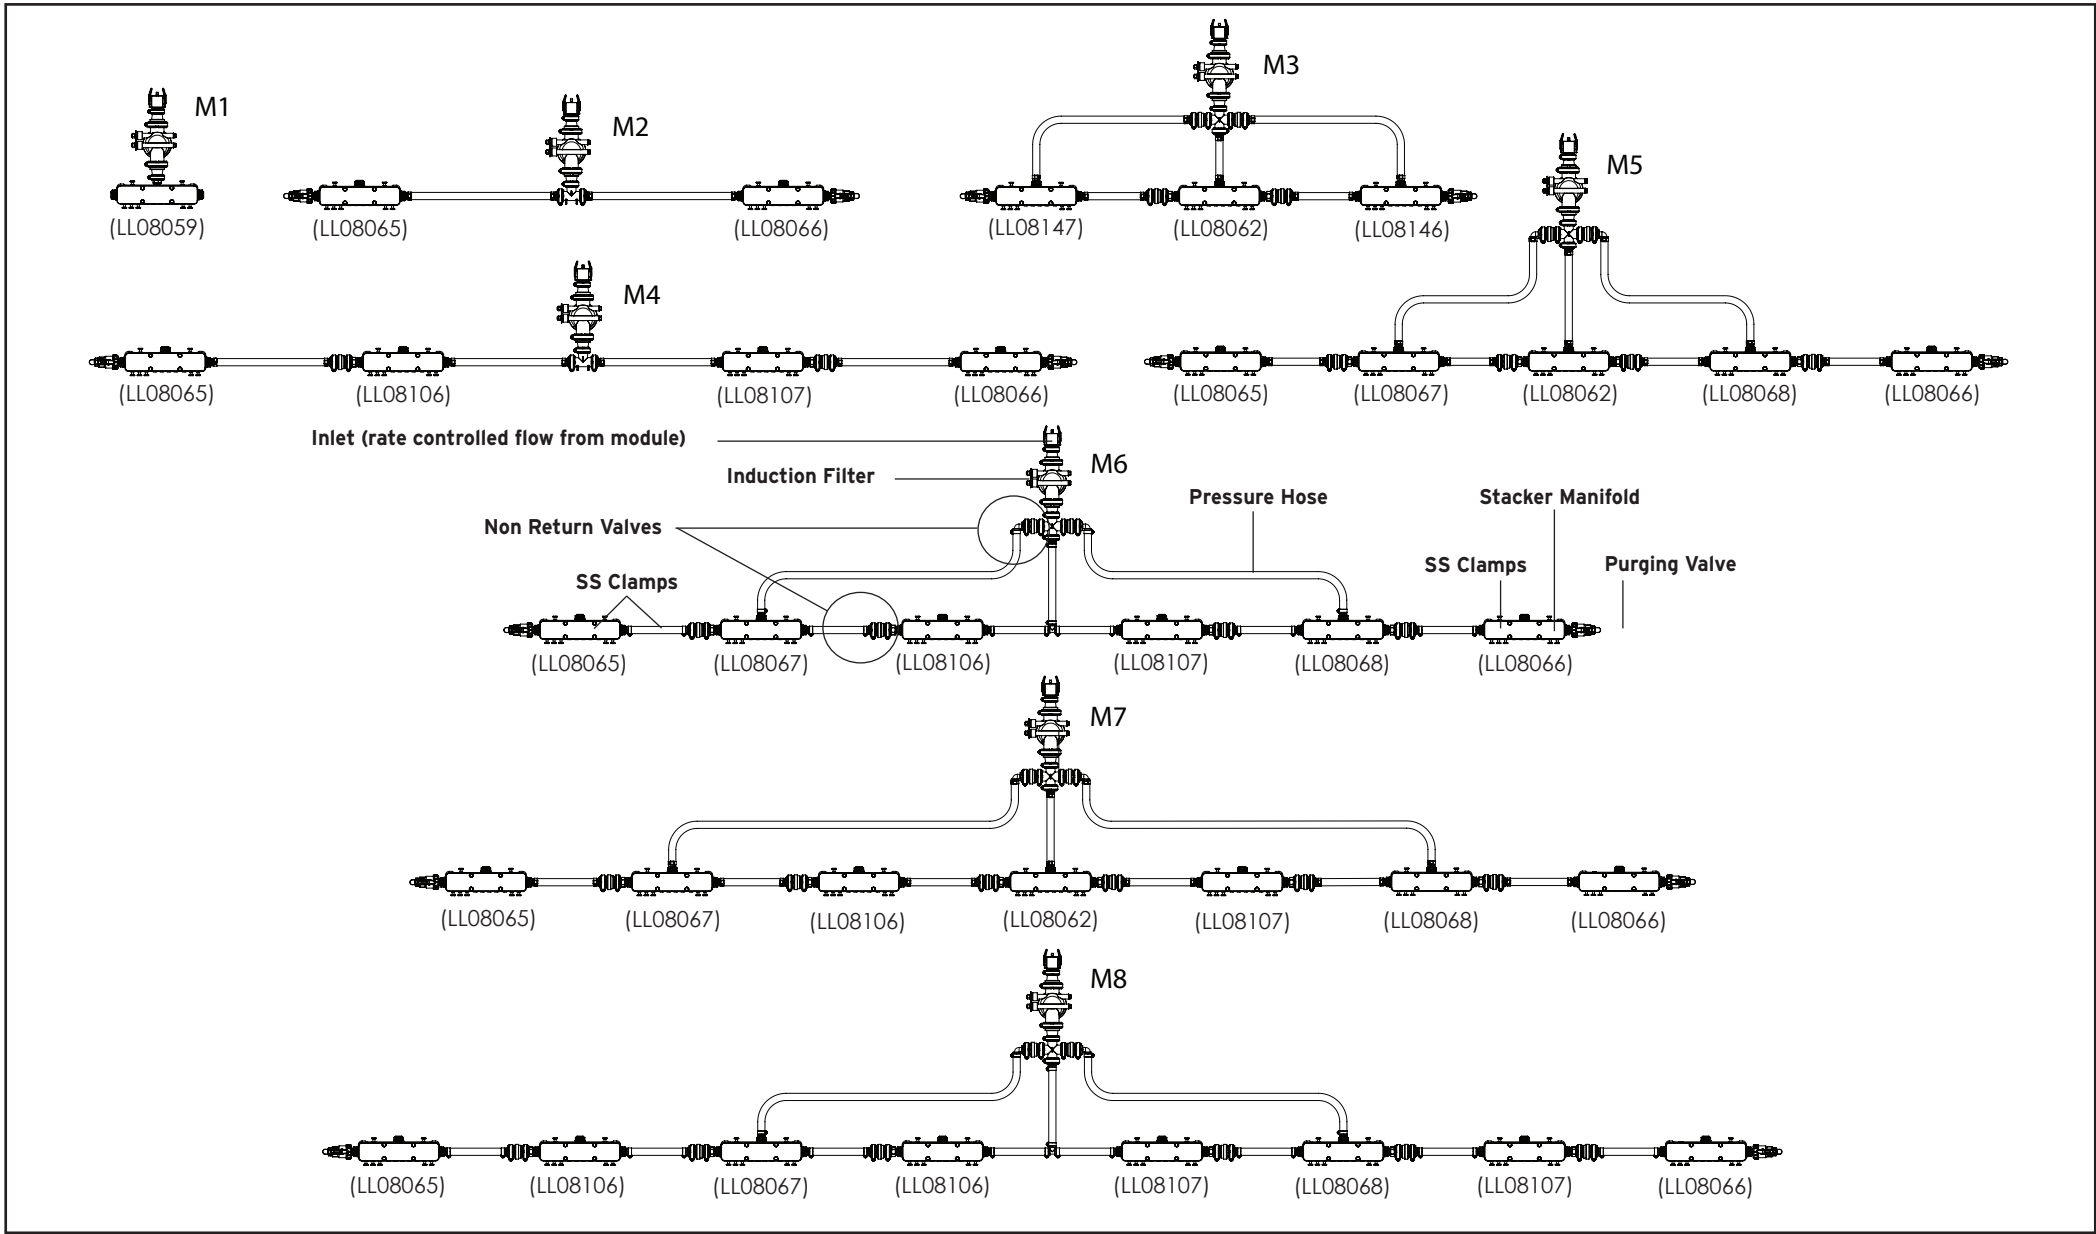 M1
(LL08059)
M2
(LL08065)
(LL08066)
M3
(LL08147)
(LL08062)
(LL08146)
M4
(LL08065)
(LL08106)
(LL08107)
(LL08066)
M5
(LL08065)
(LL08067)
(LL08062)
(LL08068)
(LL08066)
Inlet (rate controlled flow from module)
M6
Induction Filter
Pressure Hose
Stacker Manifold
Non Return Valves
SS Clamps
SS Clamps
Purging Valve
(LL08065)
(LL08067)
(LL08106)
(LL08107)
(LL08068)
(LL08066)
M7
(LL08065)
(LL08067)
(LL08106)
(LL08062)
(LL08107)
(LL08068)
(LL08066)
M8
(LL08065)
(LL08106)
(LL08067)
(LL08106)
(LL08107)
(LL08068)
(LL08107)
(LL08066)